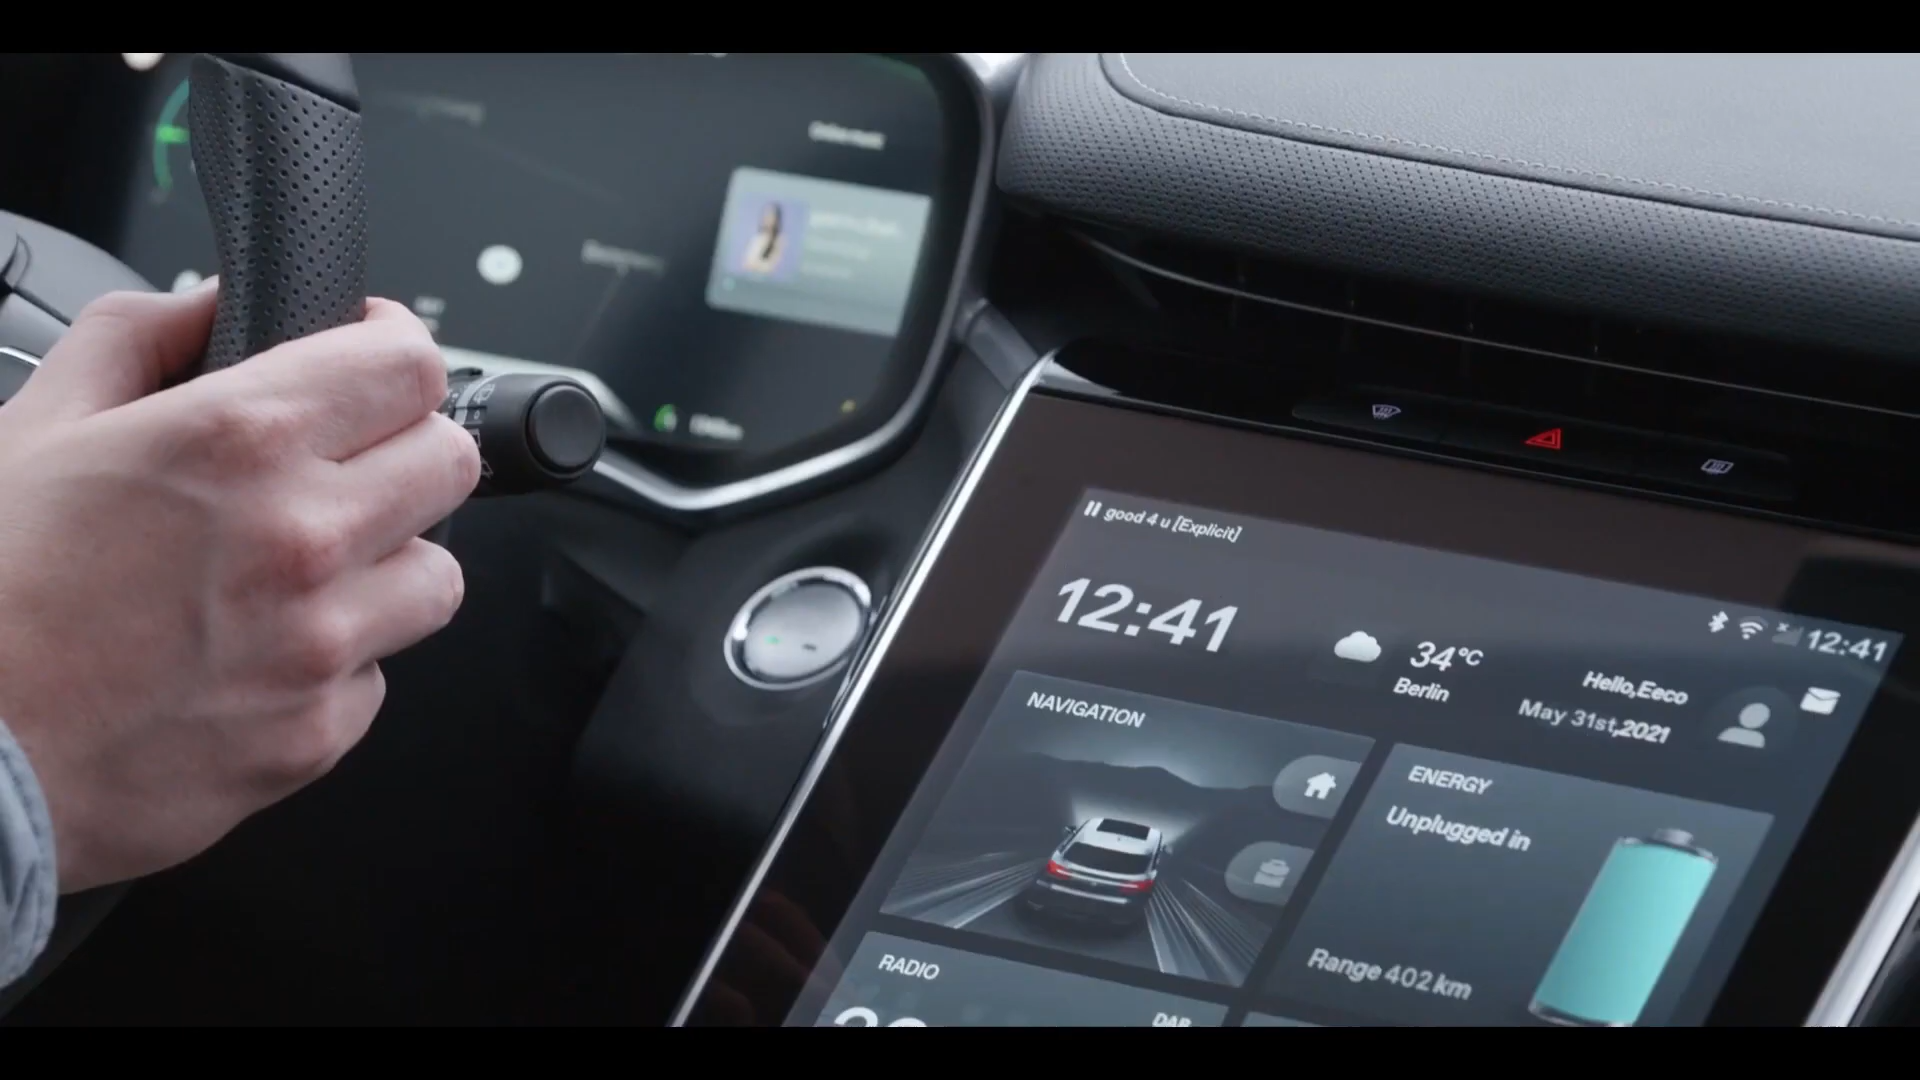 good 4 u [Explicit]
12:41
12:41
34°C
Berlin
Hello,Eeco
May 31st,2021
NAVIGATION
ENERGY
Unplugged in
Range 402 km
RADIO
DAB